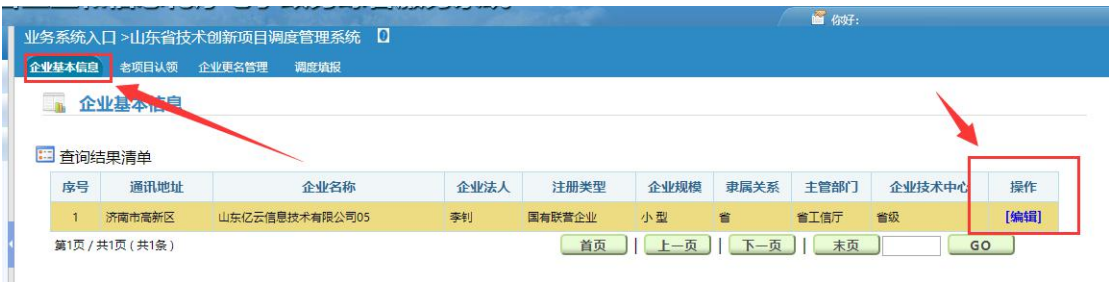 你好:
业务系统入口 >山东省技术创新项目调度管理系统
企业基本信息 老项目认领 企业更名管理 调度填报
企业基本信息
查询结果清单
序号 通讯地址 企业名称 企业法人 注册类型 企业规模 隶属关系 主管部门 企业技术中心 操作
1 济南市高新区 山东亿云信息技术有限公司05 李钊 国有联营企业 小型 省 省工信厅 省级 [编辑]
第1页 / 共1页 ( 共1条 ) 首页 | 上一页 | 下一页 | 末页 GO